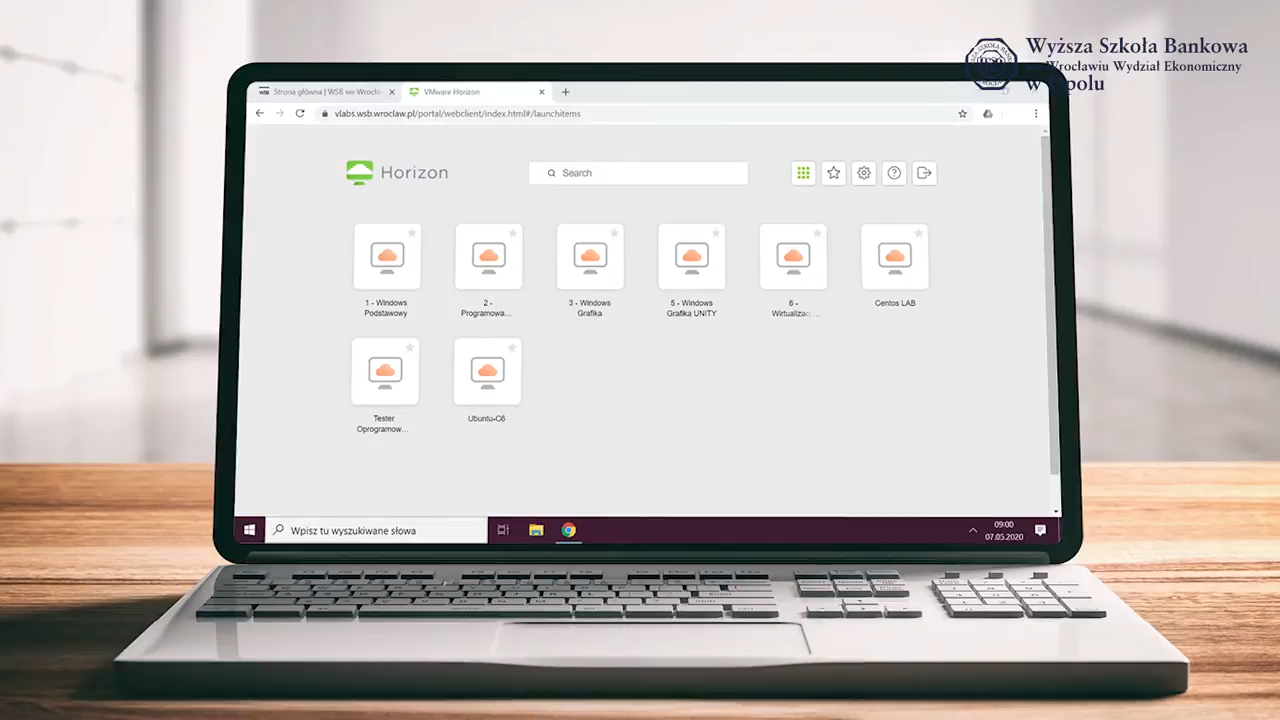 Wyższa Szkoła Bankowa
we Wrocławiu Wydział Ekonomiczny
w Opolu
Strona główna | WSB we Wrocła
VMware Horizon
vlabs.wsb.wroclaw.pl/portal/webclient/index.html#/launchitems
Horizon
Search
1 - Windows
Podstawowy
2 -
Programowa...
3 - Windows
Grafika
5 - Windows
Grafika UNITY
6 -
Wirtualizac...
Centos LAB
Tester
Oprogramow...
Ubuntu-C6
Wpisz tu wyszukiwane słowa
09:00
07.05.2020